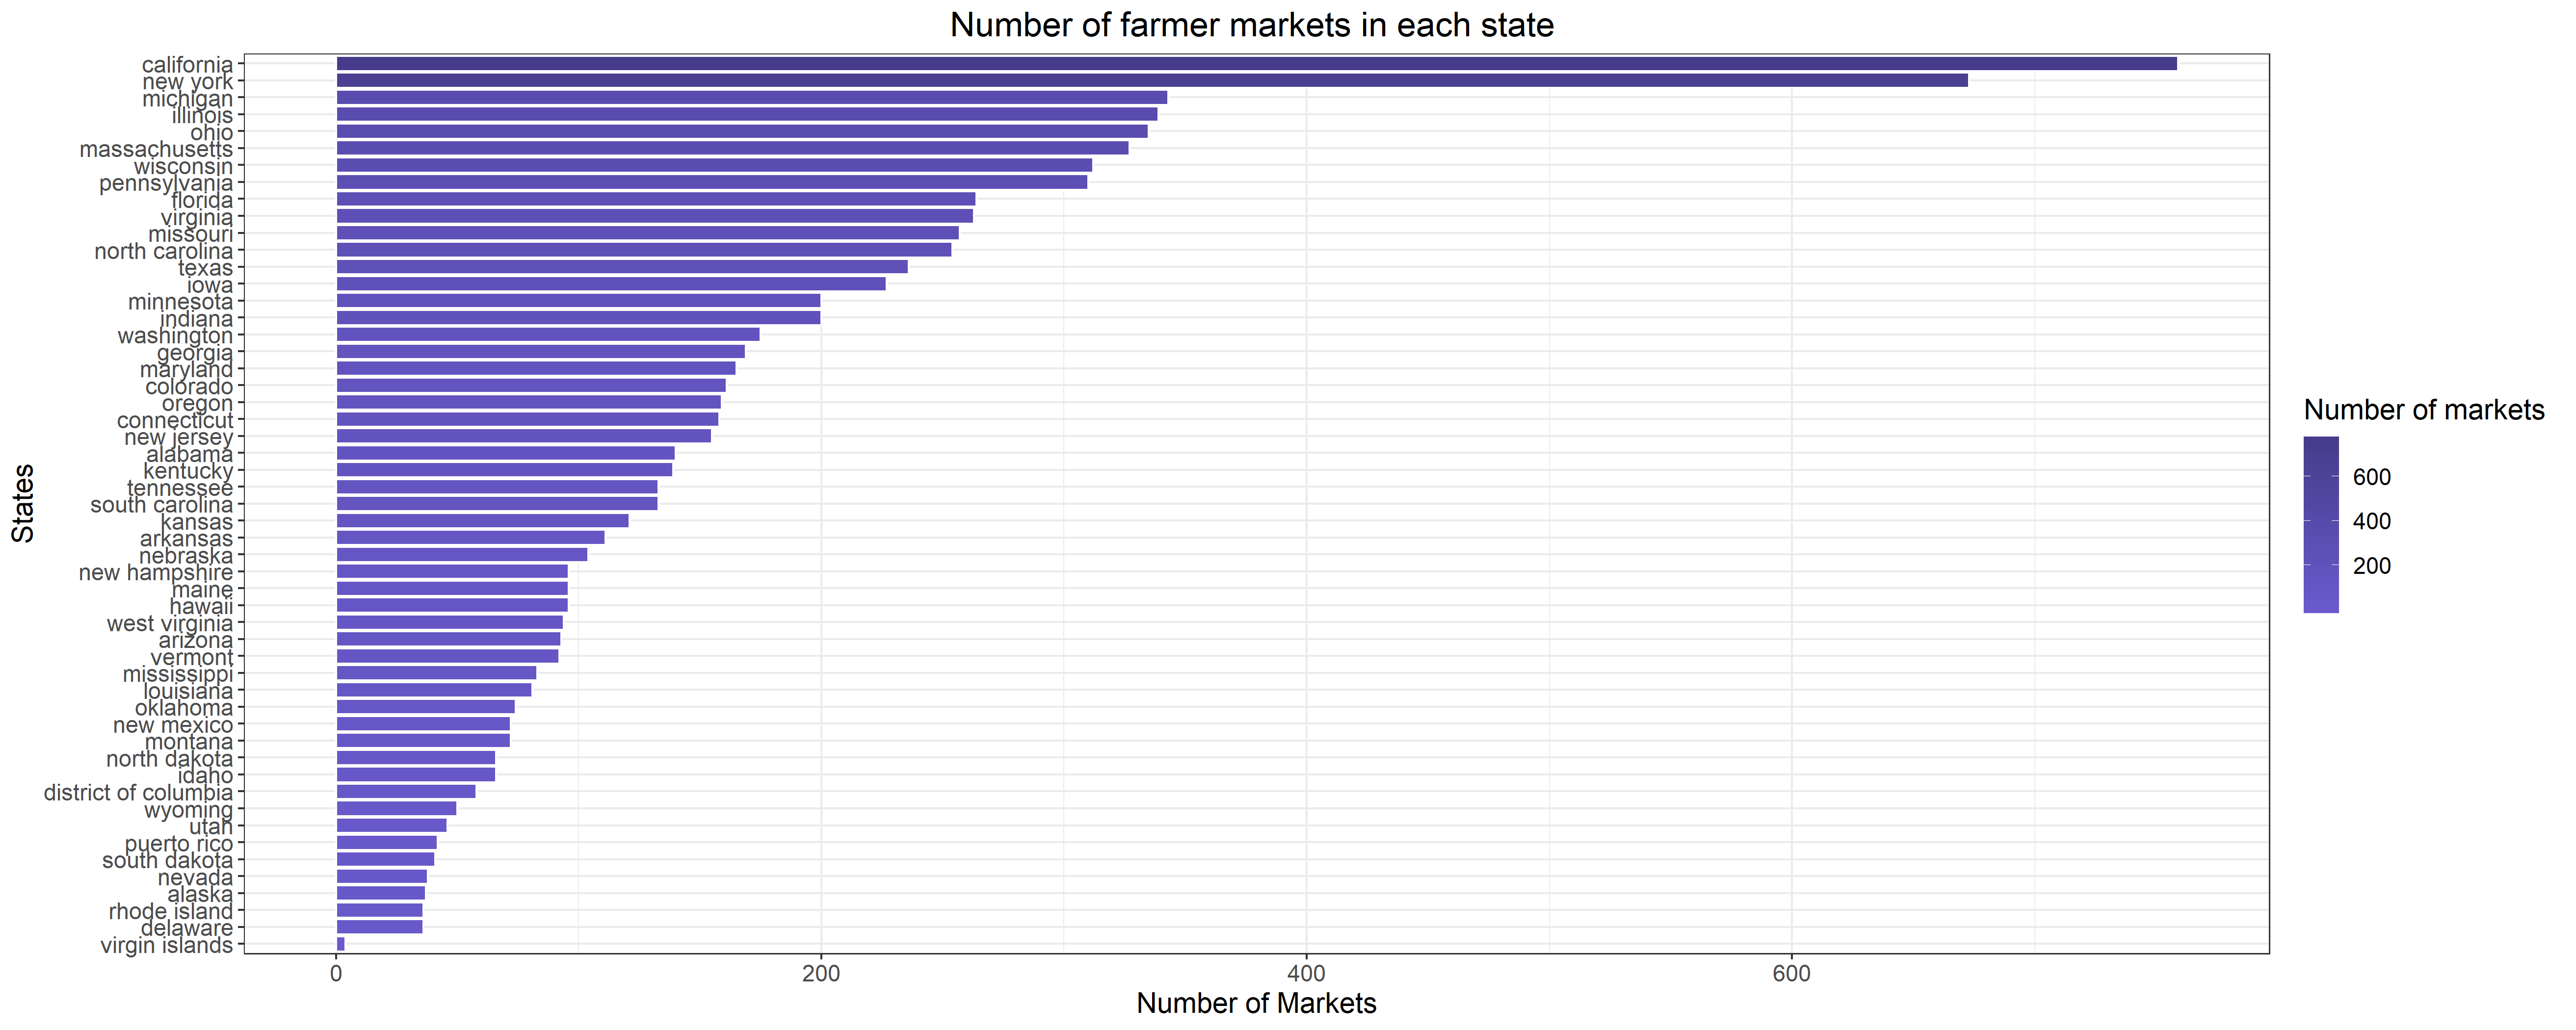 Number of farmer markets in each state
california
new york
michigan
illinois
ohio
massachusetts
wisconsin
pennsylvania
florida
virginia
missouri
north carolina
texas
iowa
minnesota
indiana
washington
georgia
maryland
colorado
oregon
connecticut
new jersey
alabama
kentucky
tennessee
south carolina
kansas
arkansas
nebraska
new hampshire
maine
hawaii
west virginia
arizona
vermont
mississippi
louisiana
oklahoma
new mexico
montana
north dakota
idaho
district of columbia
wyoming
utah
puerto rico
south dakota
nevada
alaska
rhode island
delaware
virgin islands
States
0 200 400 600
Number of Markets
Number of markets
600
400
200